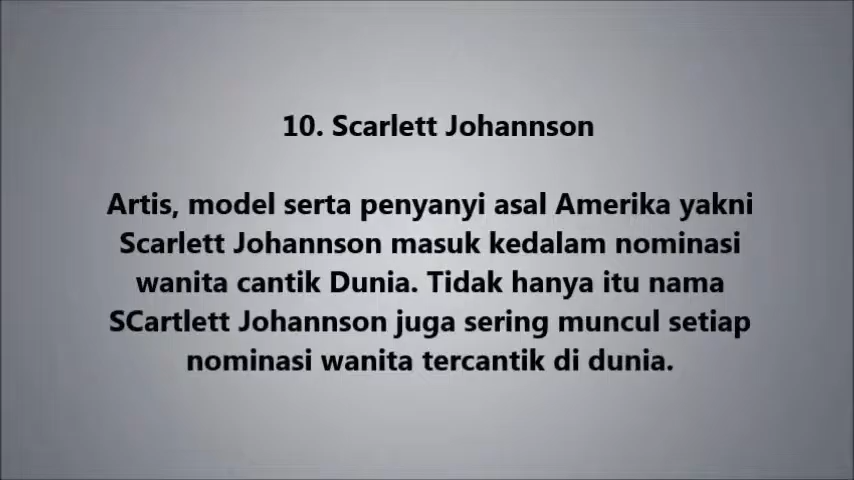 10. Scarlett Johannson
Artis, model serta penyanyi asal Amerika yakni
Scarlett Johannson masuk kedalam nominasi
wanita cantik Dunia. Tidak hanya itu nama
SCartlett Johannson juga sering muncul setiap
nominasi wanita tercantik di dunia.